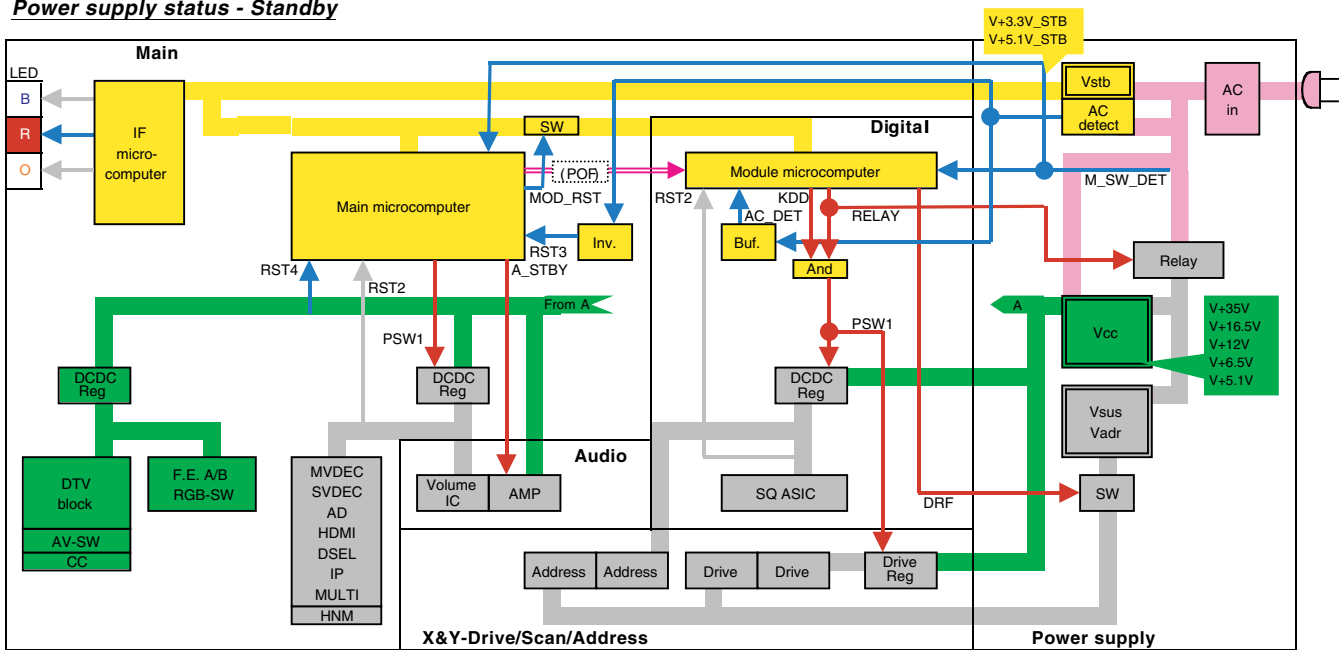 Power supply status - Standby
V+3.3V_STB
V+5.1V_STB
Main
LED
B
R
O
IF
micro-
computer
SW
Digital
Vstb
AC
detect
AC
in
Main microcomputer
(POF)
MOD_RST
Module microcomputer
M_SW_DET
RST2
KDD
AC_DET
RELAY
RST3
A_STBY
Inv.
Buf.
And
Relay
RST4
RST2
From A
PSW1
PSW1
A
Vcc
V+35V
V+16.5V
V+12V
V+6.5V
V+5.1V
DCDC
Reg
DCDC
Reg
DCDC
Reg
Vsus
Vadr
Audio
DTV
block
AV-SW
CC
F.E. A/B
RGB-SW
MVDEC
SVDEC
AD
HDMI
DSEL
IP
MULTI
HNM
Volume
IC
AMP
SQ ASIC
DRF
SW
Address
Address
Drive
Drive
Drive
Reg
X&Y-Drive/Scan/Address
Power supply